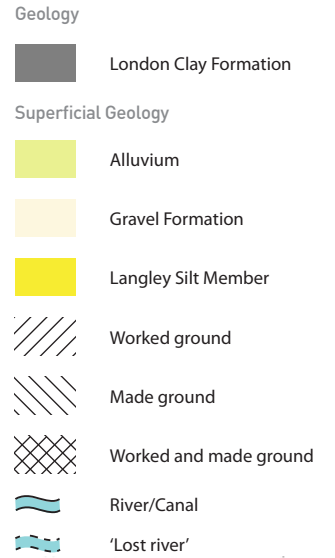 Geology
London Clay Formation
Superficial Geology
Alluvium
Gravel Formation
Langley Silt Member
Worked ground
Made ground
Worked and made ground
River/Canal
‘Lost river’